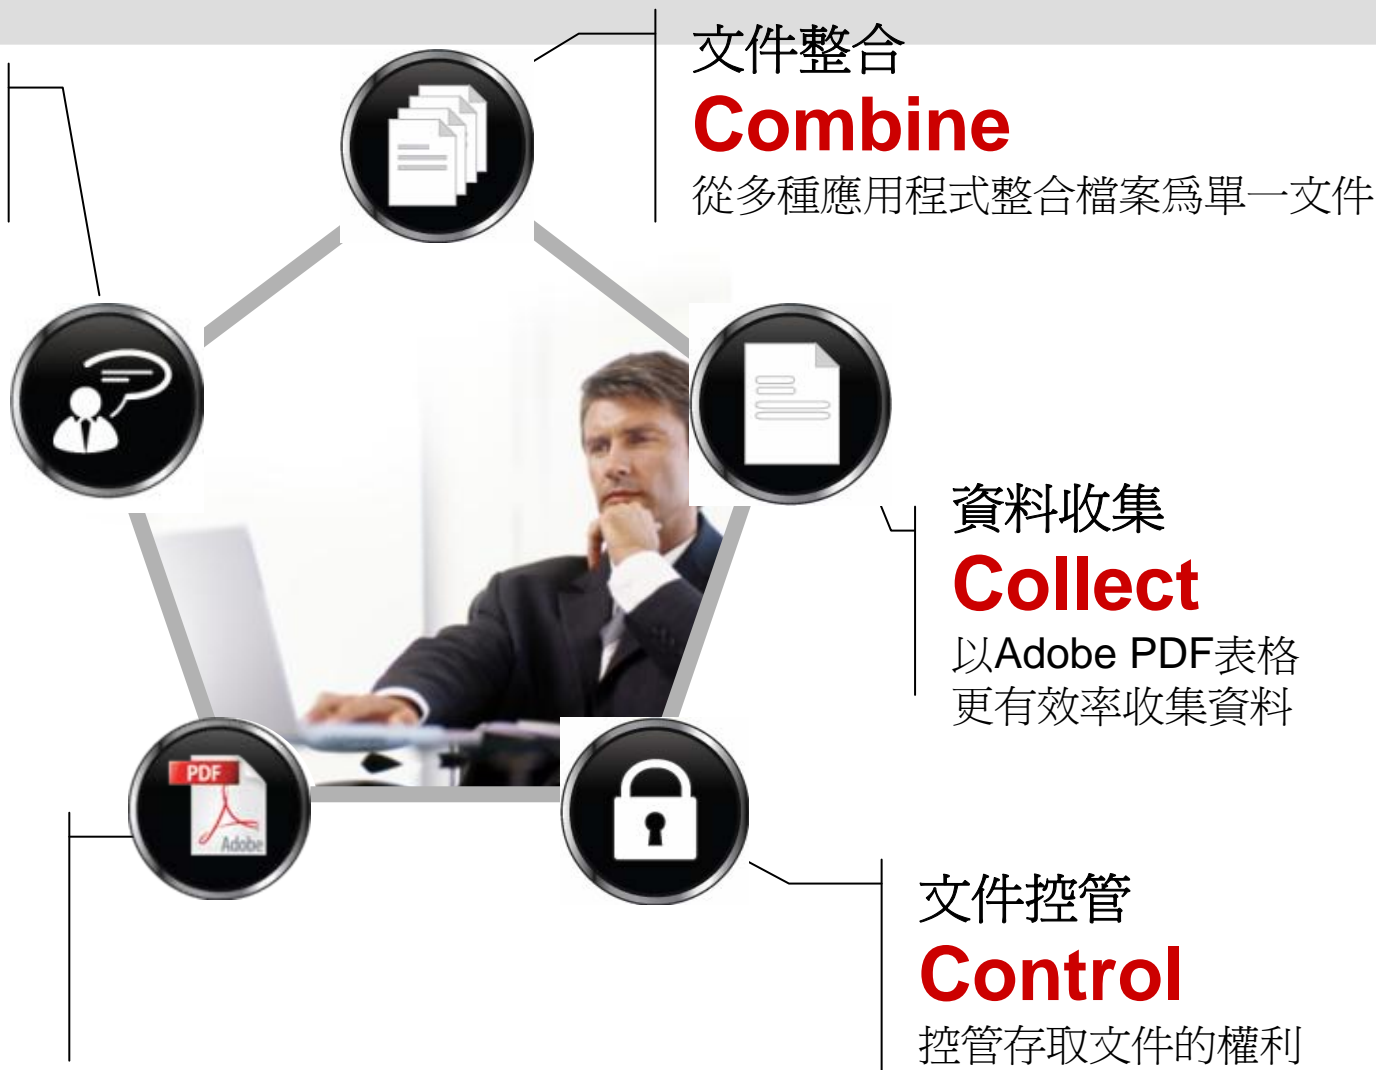 文件整合
Combine
從多種應用程式整合檔案爲單一文件
資料收集
Collect
以Adobe PDF表格
更有效率收集資料
PDF
Adobe
文件控管
Control
控管存取文件的權利